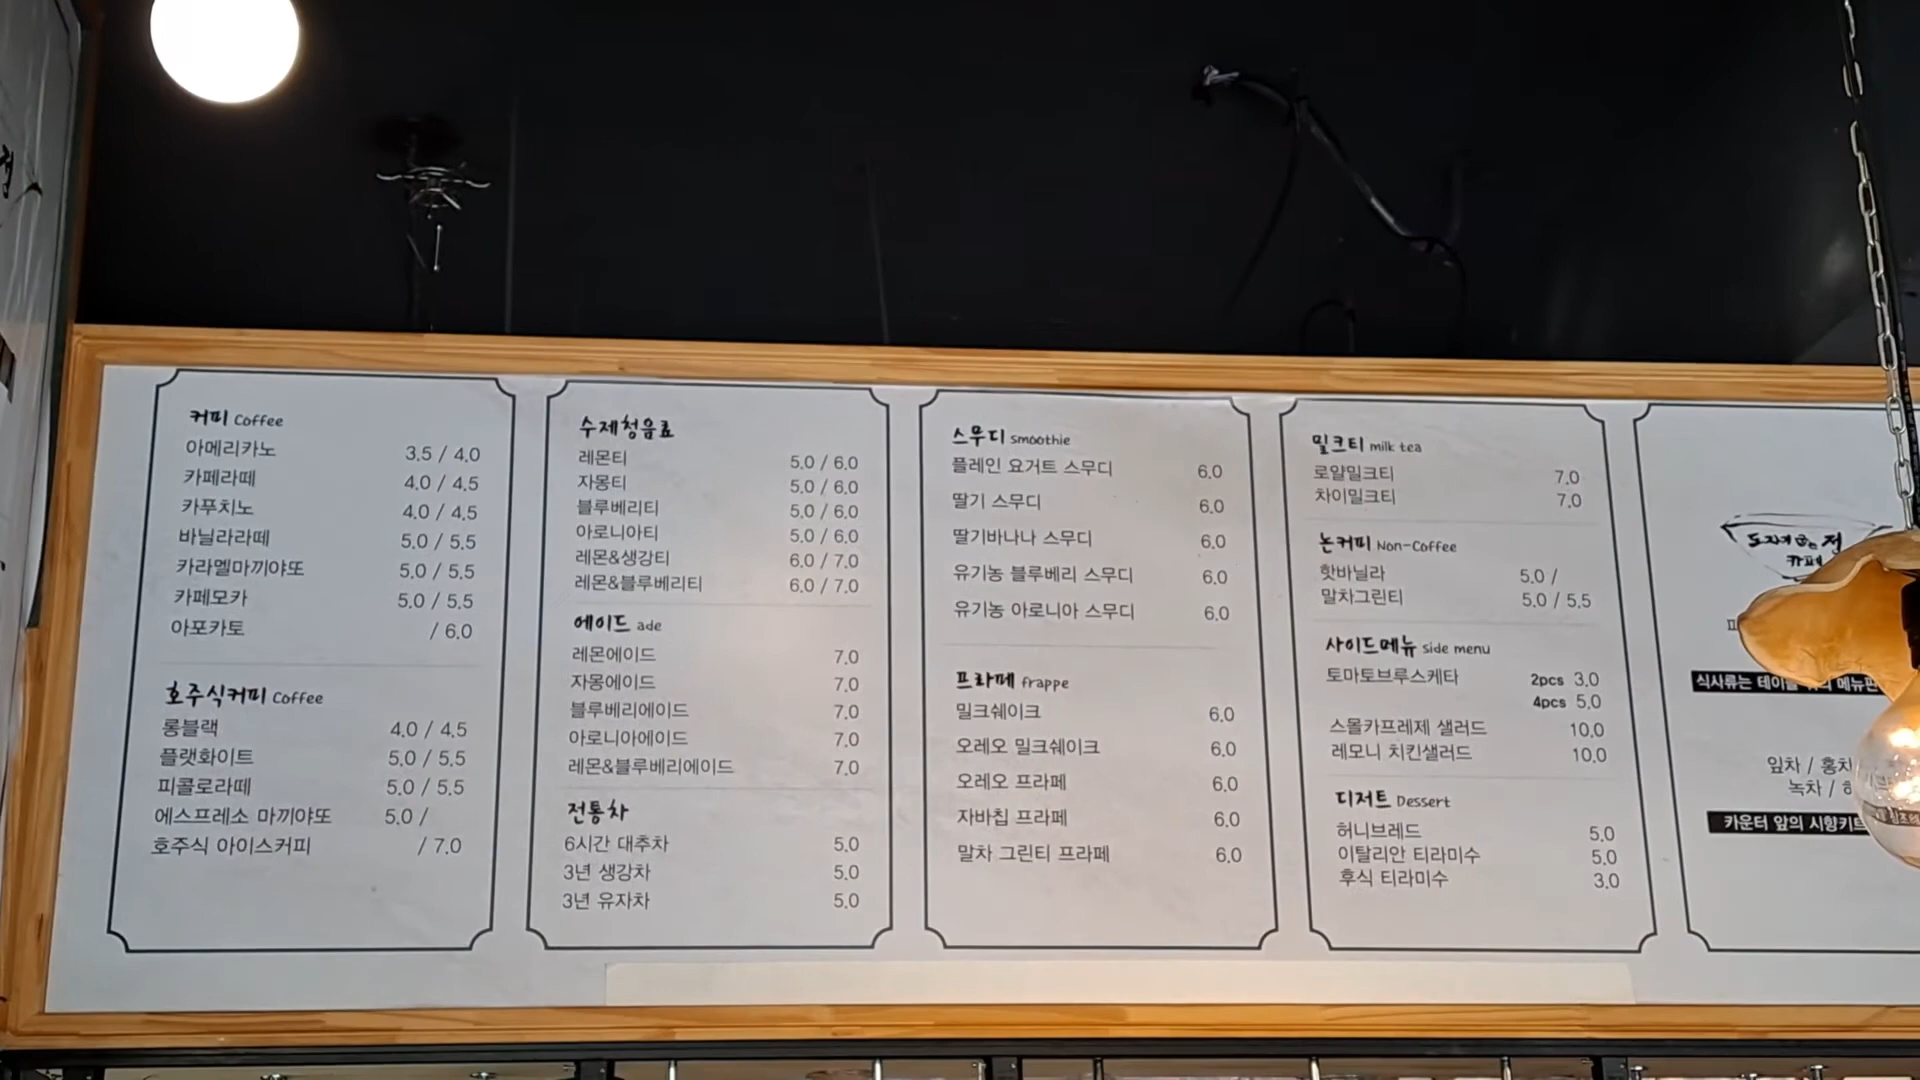 커피 Coffee
아메리카노 3.5 / 4.0
카페라떼 4.0 / 4.5
카푸치노 4.0 / 4.5
바닐라라떼 5.0 / 5.5
카라멜마끼야또 5.0 / 5.5
카페모카 5.0 / 5.5
아포카토 / 6.0
호주식커피 Coffee
롱블랙 4.0 / 4.5
플랫화이트 5.0 / 5.5
피콜로라떼 5.0 / 5.5
에스프레소 마끼야또 5.0 /
호주식 아이스커피 / 7.0
수제청음료
레몬티 5.0 / 6.0
자몽티 5.0 / 6.0
블루베리티 5.0 / 6.0
아로니아티 5.0 / 6.0
레몬&생강티 6.0 / 7.0
레몬&블루베리티 6.0 / 7.0
에이드 ade
레몬에이드 7.0
자몽에이드 7.0
블루베리에이드 7.0
아로니아에이드 7.0
레몬&블루베리에이드 7.0
전통차
6시간 대추차 5.0
3년 생강차 5.0
3년 유자차 5.0
스무디 smoothie
플레인 요거트 스무디 6.0
딸기 스무디 6.0
딸기바나나 스무디 6.0
유기농 블루베리 스무디 6.0
유기농 아로니아 스무디 6.0
프라페 frappe
밀크쉐이크 6.0
오레오 밀크쉐이크 6.0
오레오 프라페 6.0
자바칩 프라페 6.0
말차 그린티 프라페 6.0
밀크티 milk tea
로얄밀크티 7.0
차이밀크티 7.0
논커피 Non-Coffee
핫바닐라 5.0 /
말차그린티 5.0 / 5.5
사이드메뉴 side menu
토마토브루스케타 2pcs 3.0
4pcs 5.0
스몰카프레제 샐러드 10.0
레모니 치킨샐러드 10.0
디저트 Dessert
허니브레드 5.0
이탈리안 티라미수 5.0
후식 티라미수 3.0
도자기 굽는 정
카페
식사류는 테이블 위의 메뉴판
잎차 / 홍차
녹차 /
카운터 앞의 시향키트